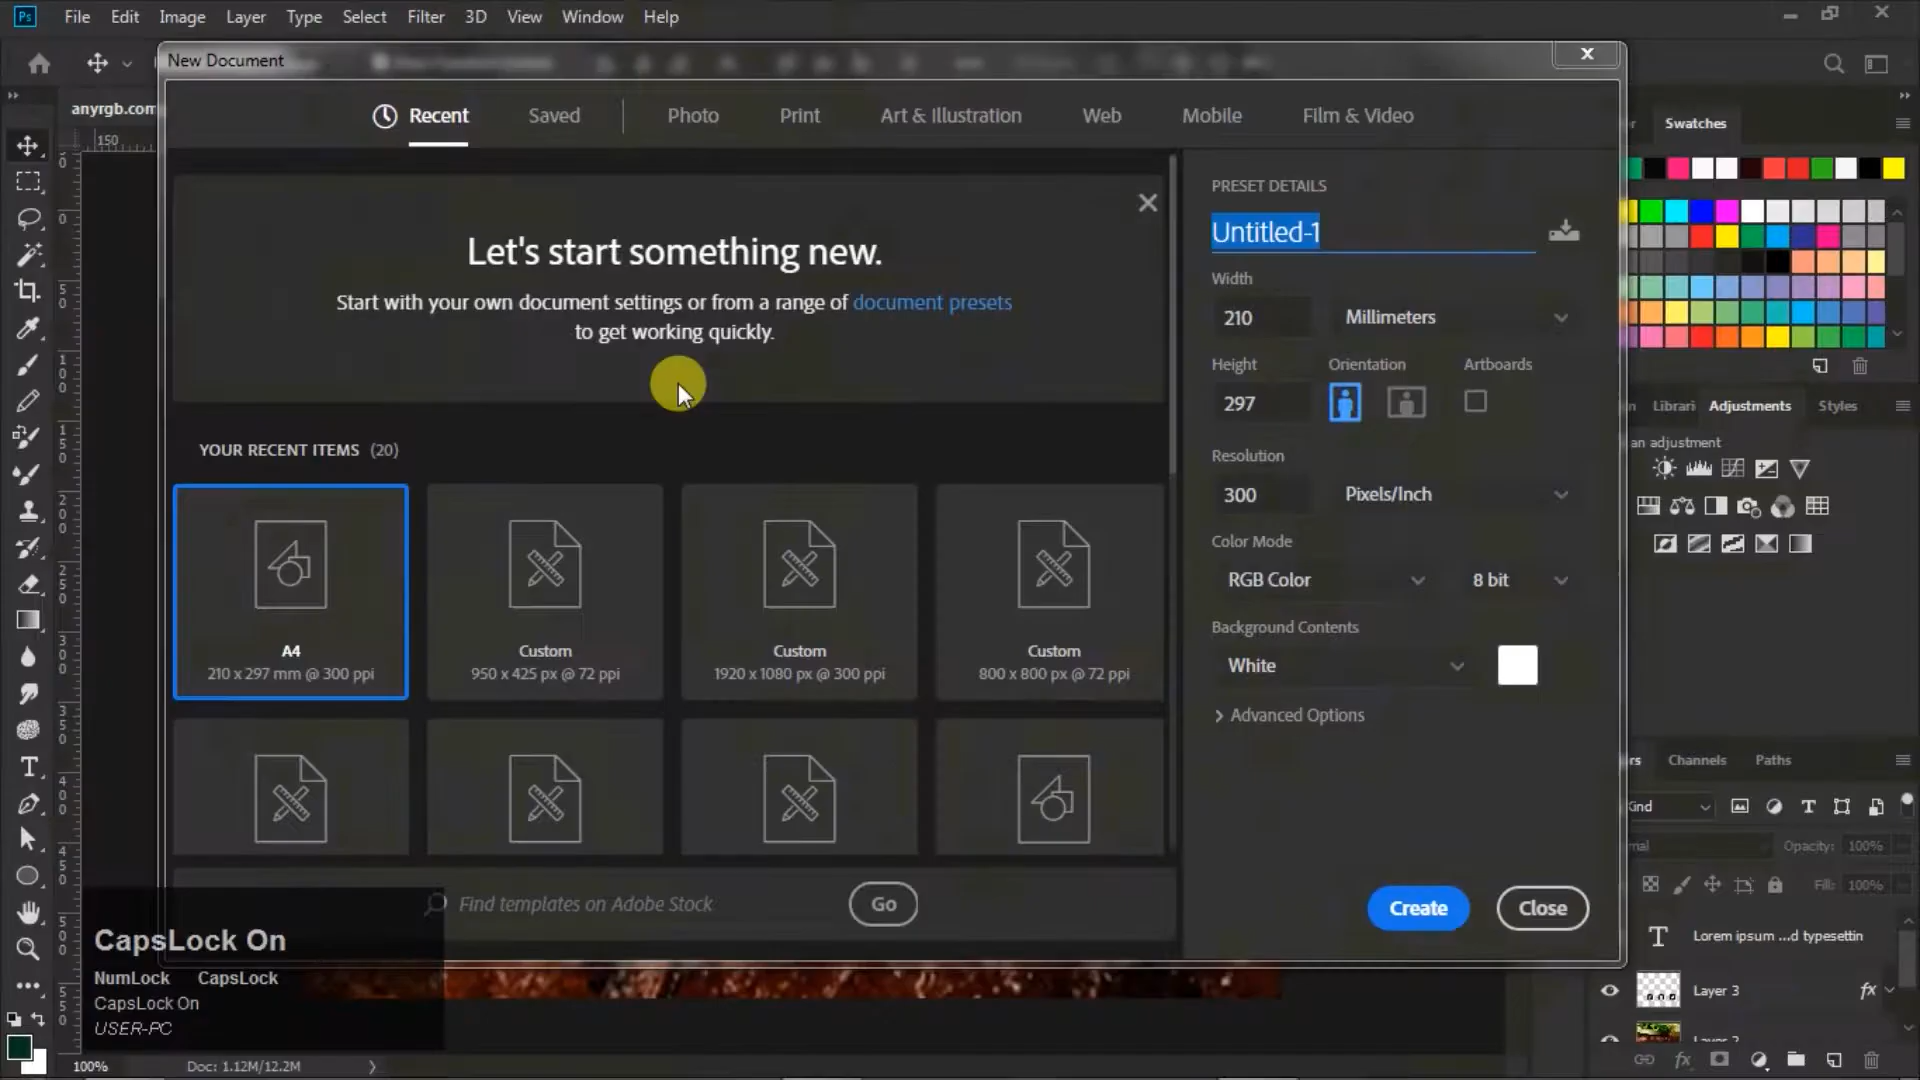 Ps File Edit Image Layer Type Select Filter 3D View Window Help
New Document
anyrgb.com
150
Recent Saved Photo Print Art & Illustration Web Mobile Film & Video
Let's start something new.
Start with your own document settings or from a range of document presets
to get working quickly.
YOUR RECENT ITEMS (20)
A4
210 x 297 mm @ 300 ppi
Custom
950 x 425 px @ 72 ppi
Custom
1920 x 1080 px @ 300 ppi
Custom
800 x 800 px @ 72 ppi
Find templates on Adobe Stock
Go
PRESET DETAILS
Untitled-1
Width
210 Millimeters
Height Orientation Artboards
297
Resolution
300 Pixels/Inch
Color Mode
RGB Color 8 bit
Background Contents
White
Advanced Options
Create Close
Swatches
Librari Adjustments Styles
an adjustment
Channels Paths
Kind
Opacity: 100%
Fill: 100%
Lorem ipsum ...d typesettin
Layer 3 fx
CapsLock On
NumLock CapsLock
CapsLock On
USER-PC
100% Doc: 1.12M/12.2M